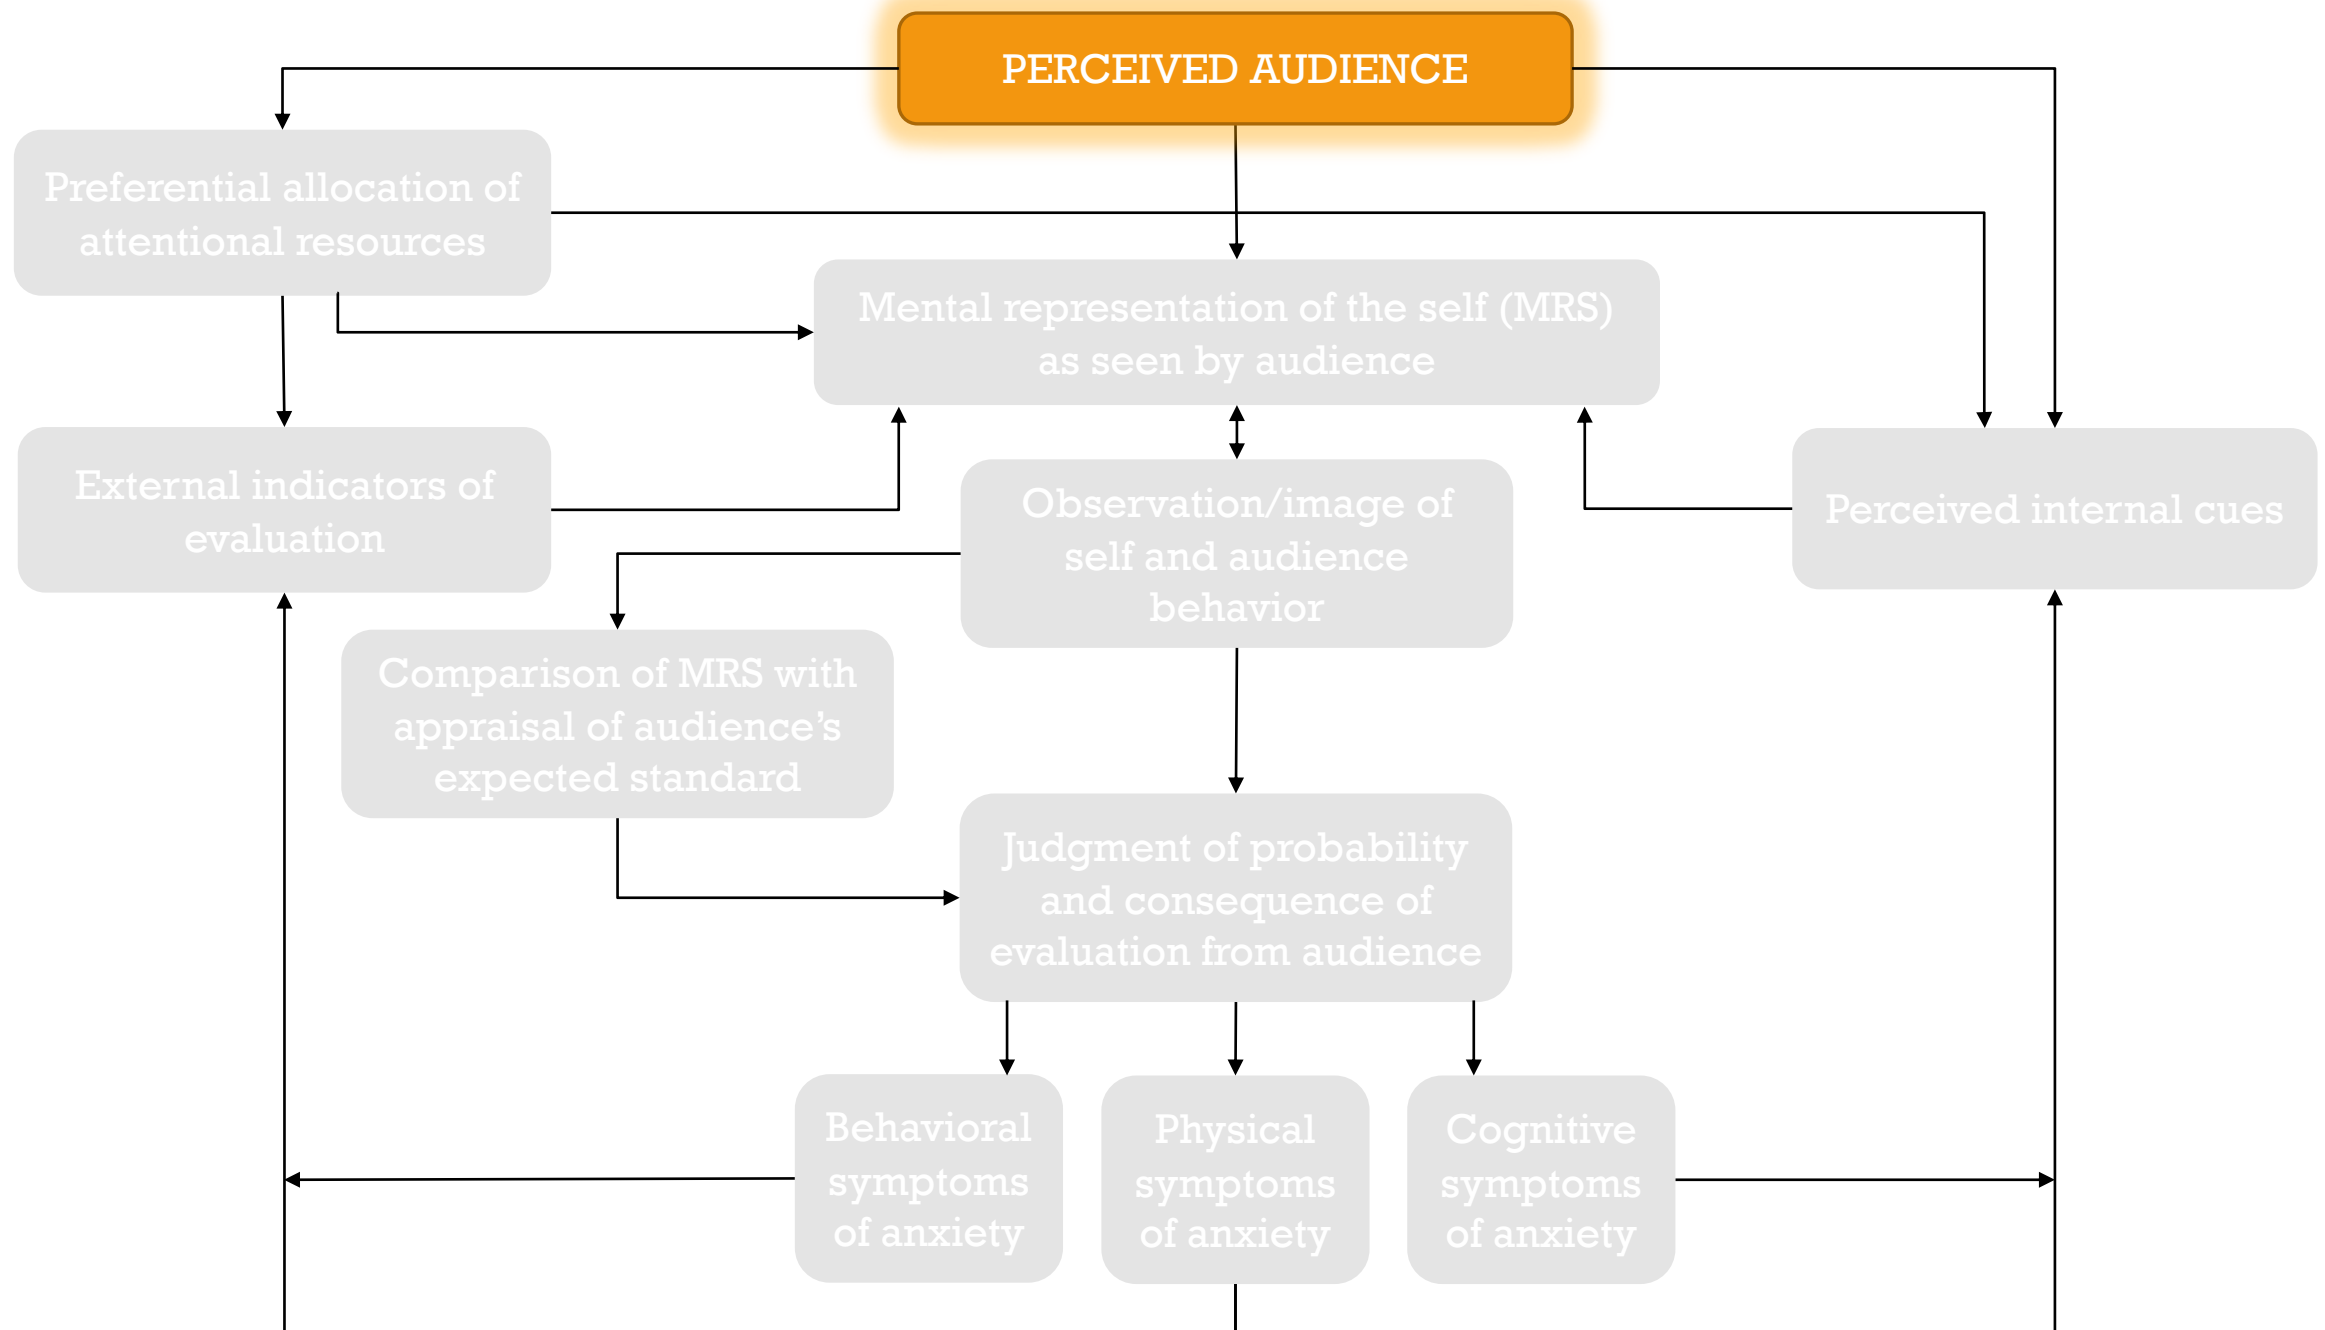 PERCEIVED AUDIENCE
Preferential allocation of
attentional resources
Mental representation of the self (MRS)
as seen by audience
External indicators of
evaluation
Observation/image of
self and audience
behavior
Perceived internal cues
Comparison of MRS with
appraisal of audience’s
expected standard
Judgment of probability
and consequence of
evaluation from audience
Behavioral
symptoms
of anxiety
Physical
symptoms
of anxiety
Cognitive
symptoms
of anxiety